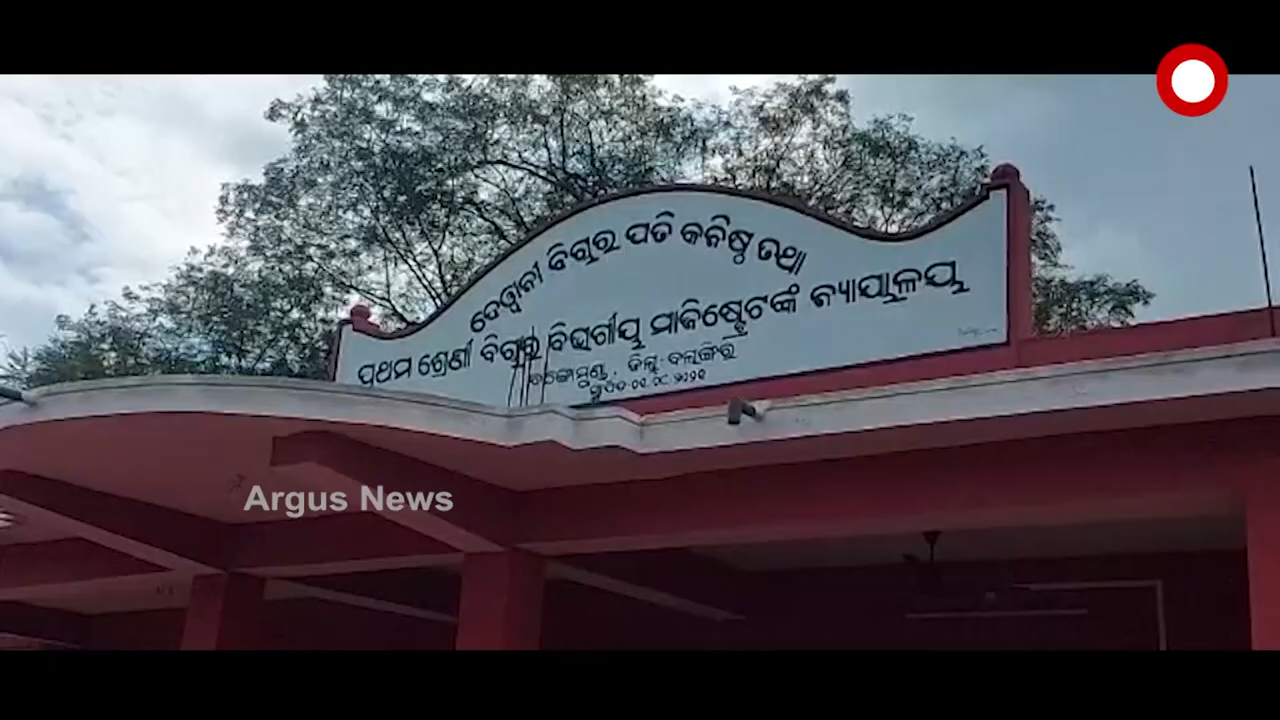 ଦେୱାନୀ ବିଚାର ପତି କନିଷ୍ଠ ତଥା
ପ୍ରଥମ ଶ୍ରେଣୀ ବିଚାର ବିଭାଗୀୟ ମାଜିଷ୍ଟ୍ରେଟଙ୍କ ନ୍ୟାୟାଳୟ
ଜିଲ୍ଲା-ବଲାଙ୍ଗିର
Argus News